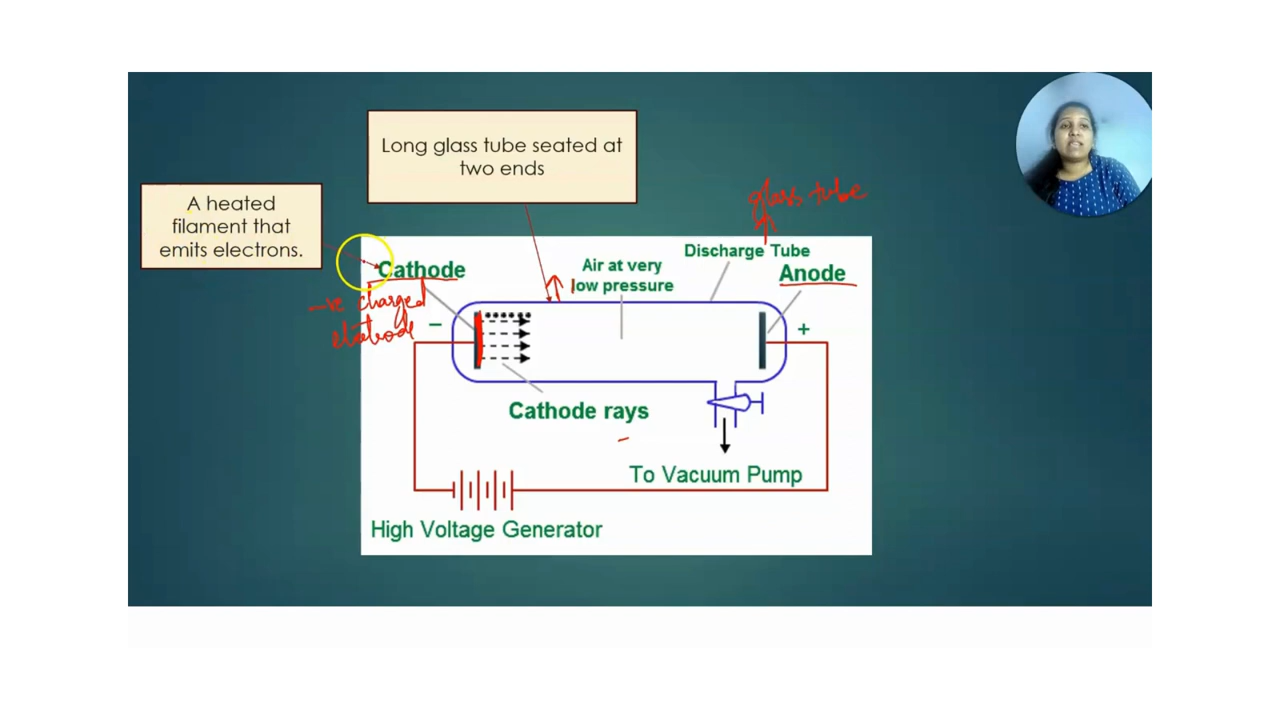 Long glass tube seated at
two ends
A heated
filament that
emits electrons.
glass tube
Discharge Tube
Cathode
Air at very
low pressure
Anode
-ve charged
−
+
Cathode rays
To Vacuum Pump
High Voltage Generator